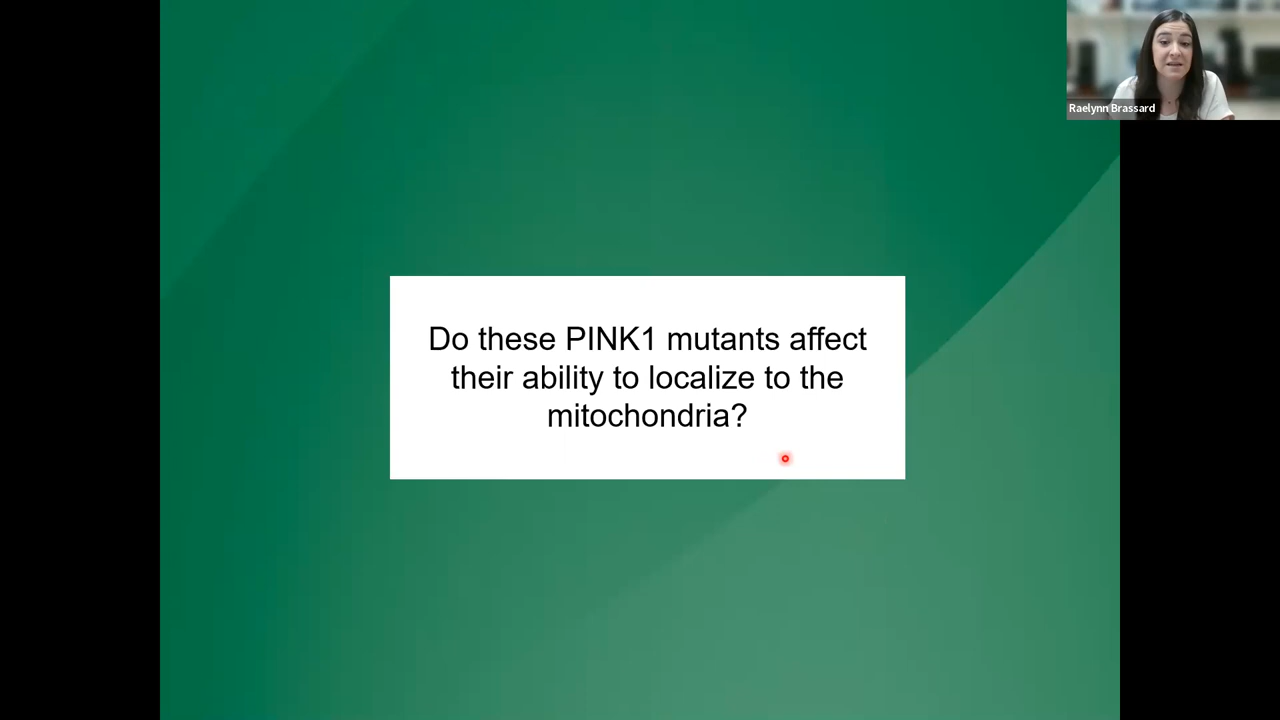 Raelynn Brassard
Do these PINK1 mutants affect
their ability to localize to the
mitochondria?